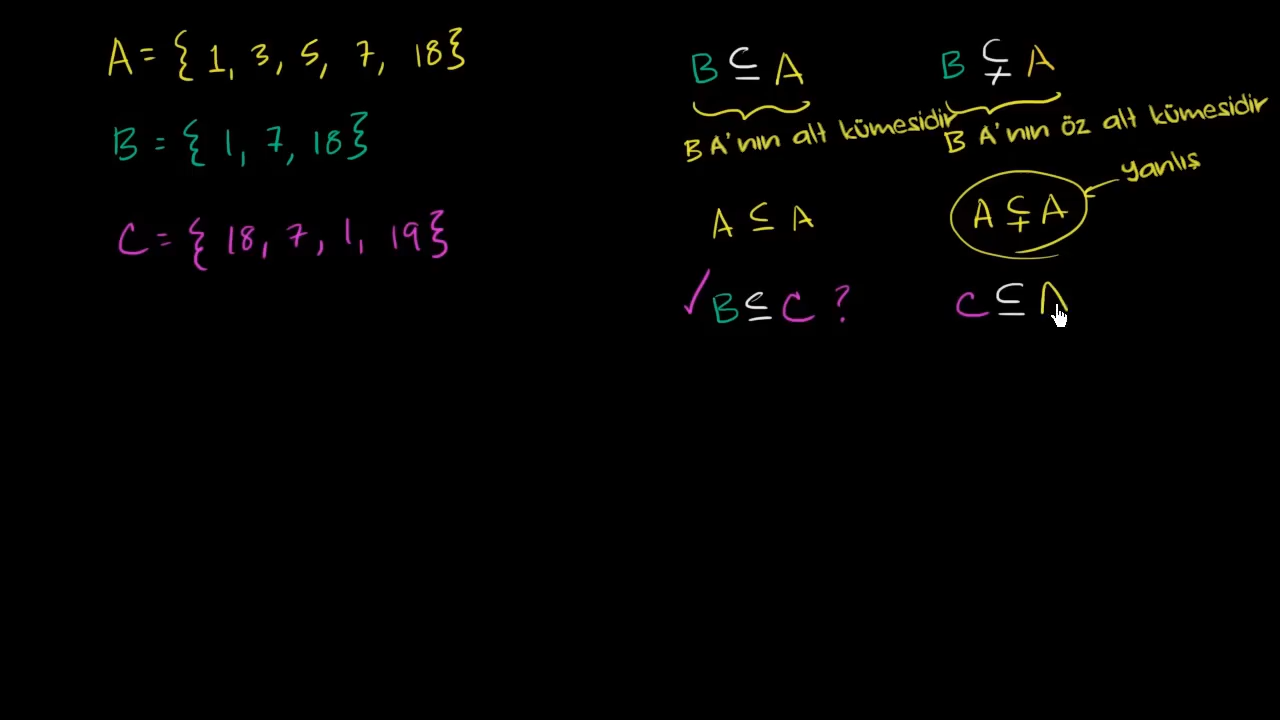 A = { 1, 3, 5, 7, 18}
B = { 1, 7, 18}
C = { 18, 7, 1, 19}
B ⊆ A
B A'nın alt kümesidir
B ⊊ A
B A'nın öz alt kümesidir
A ⊆ A
A ⊊ A
yanlış
✓ B ⊆ C ?
C ⊆ A